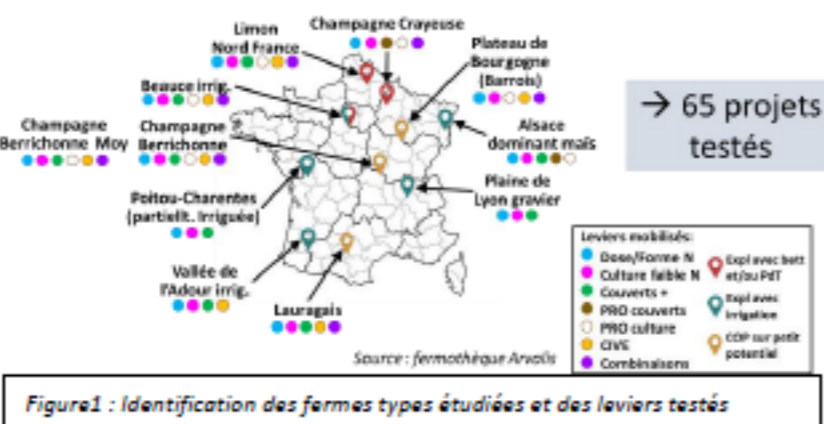 Limon
Nord France
Champagne Crayeuse
Plateau de
Bourgogne
(Barrois)
Beauce irrig.
Champagne
Berrichonne Moy
Champagne
Berrichonne
Alsace
dominant maïs
→ 65 projets
testés
Poitou-Charentes
(partiellt. Irriguée)
Plaine de
Lyon gravier
Vallée de
l'Adour irrig.
Lauragais
Leviers mobilisés:
Dose/Forme N
Culture faible N
Couverts +
PRO couverts
PRO culture
CIVE
Combinaisons
Expl avec bett
et/ou PdT
Expl avec
irrigation
COP sur petit
potentiel
Source : fermothèque Arvalis
Figure1 : Identification des fermes types étudiées et des leviers testés